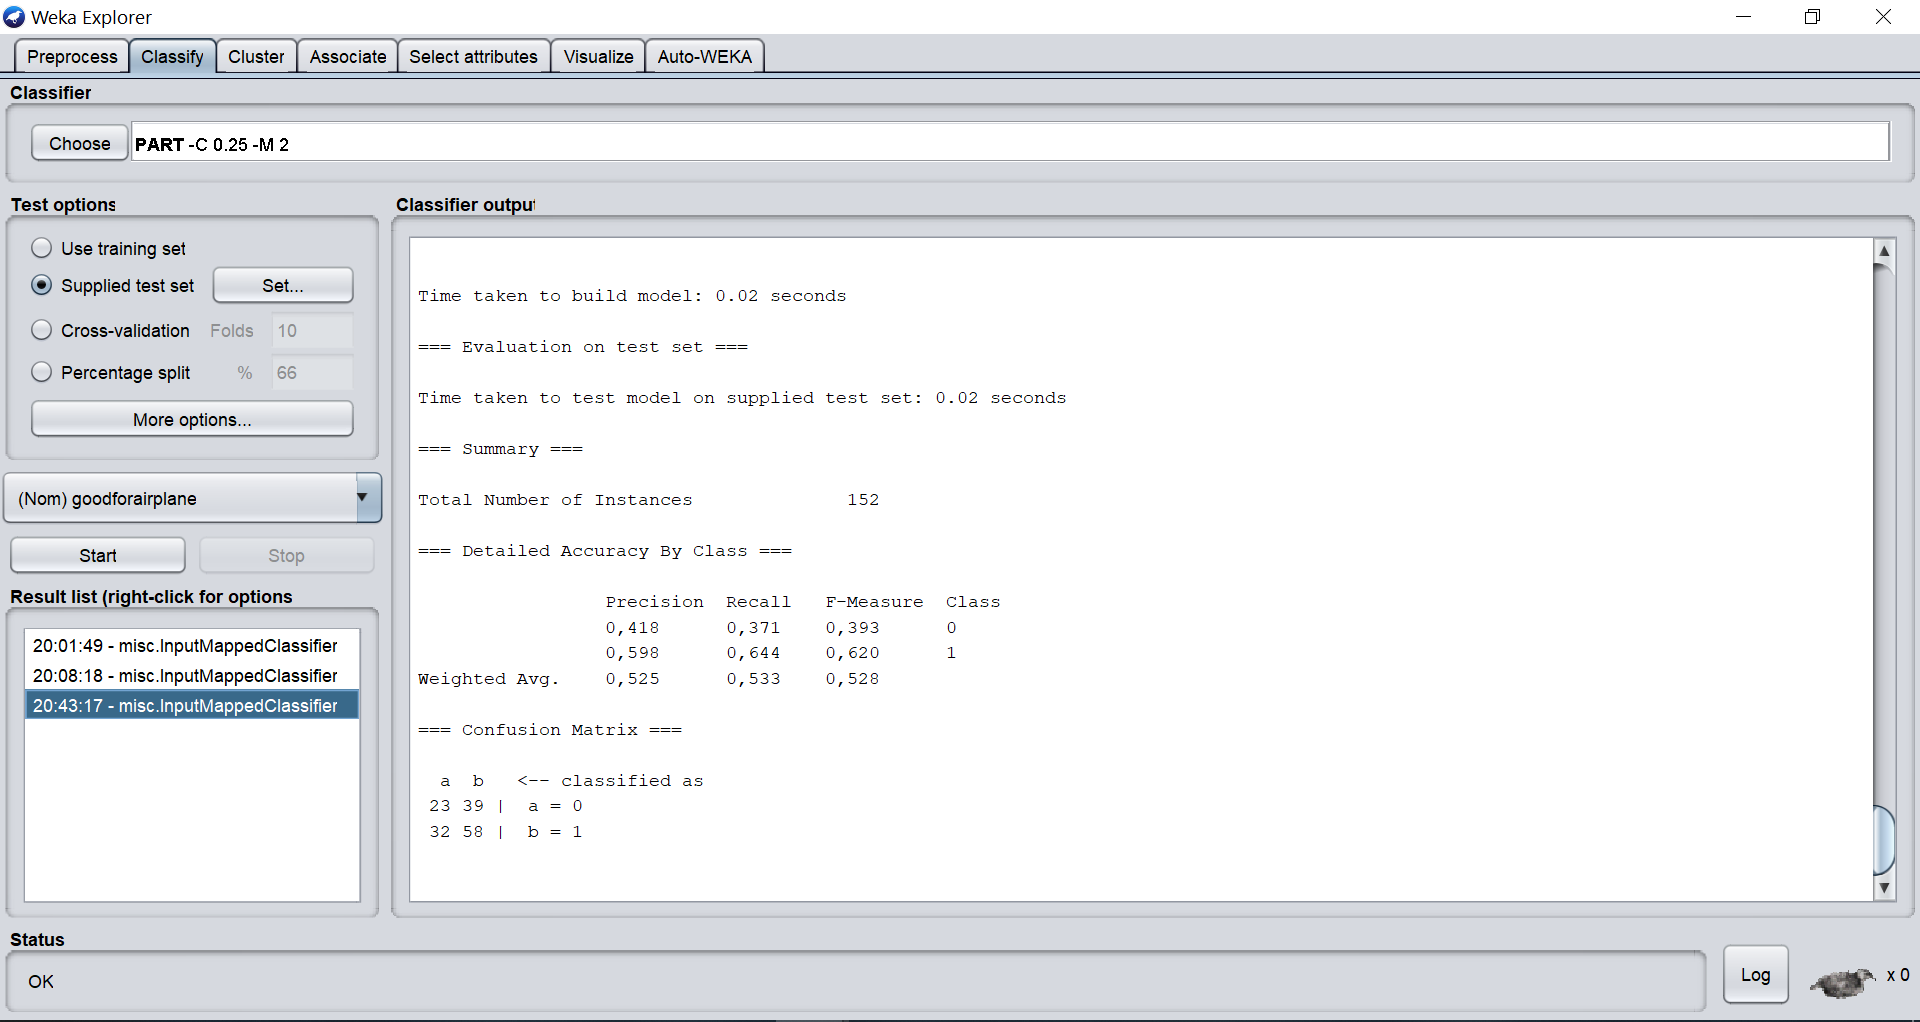 Weka Explorer
Preprocess Classify Cluster Associate Select attributes Visualize Auto-WEKA
Classifier
Choose PART -C 0.25 -M 2
Test options
Use training set
Supplied test set Set...
Cross-validation Folds 10
Percentage split % 66
More options...
(Nom) goodforairplane
Start Stop
Result list (right-click for options
20:01:49 - misc.InputMappedClassifier
20:08:18 - misc.InputMappedClassifier
20:43:17 - misc.InputMappedClassifier
Classifier output
Time taken to build model: 0.02 seconds
=== Evaluation on test set ===
Time taken to test model on supplied test set: 0.02 seconds
=== Summary ===
Total Number of Instances 152
=== Detailed Accuracy By Class ===
Precision Recall F-Measure Class
0,418 0,371 0,393 0
0,598 0,644 0,620 1
Weighted Avg. 0,525 0,533 0,528
=== Confusion Matrix ===
a b <-- classified as
23 39 | a = 0
32 58 | b = 1
Status
OK
Log x 0